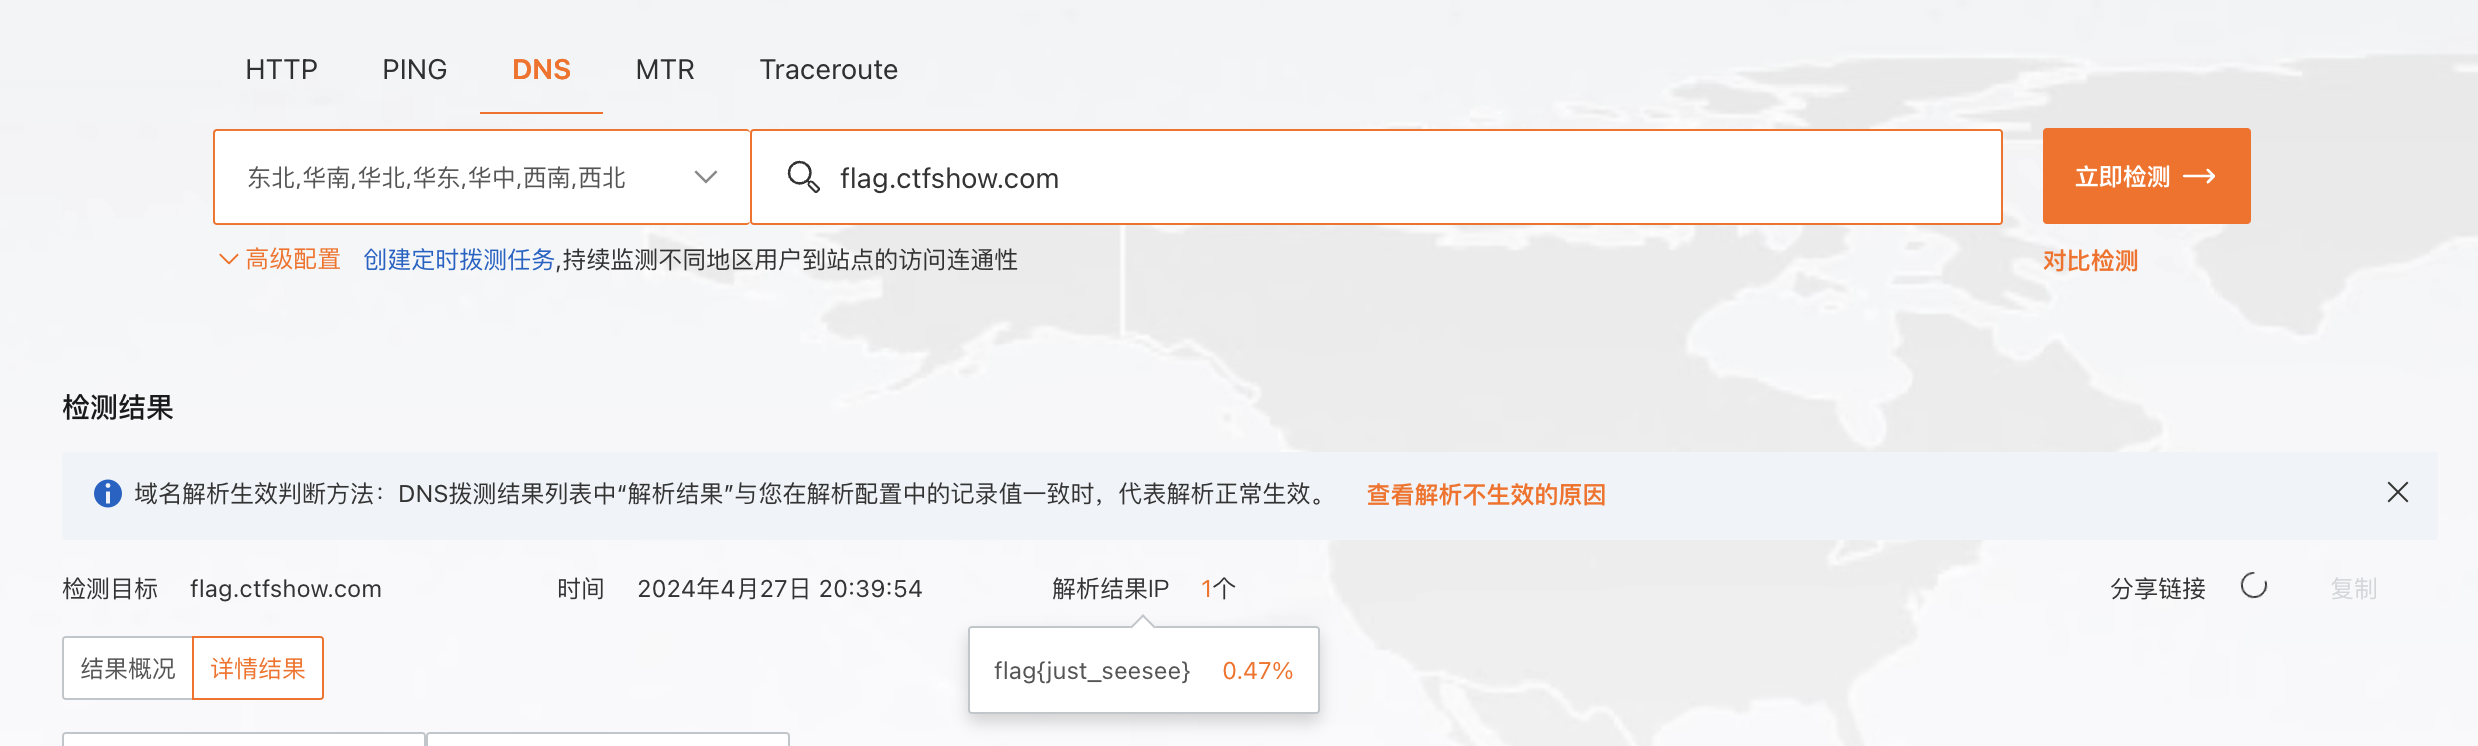 HTTP PING DNS MTR Traceroute
东北,华南,华北,华东,华中,西南,西北 flag.ctfshow.com 立即检测
高级配置 创建定时拨测任务,持续监测不同地区用户到站点的访问连通性 对比检测
检测结果
域名解析生效判断方法：DNS拨测结果列表中“解析结果”与您在解析配置中的记录值一致时，代表解析正常生效。 查看解析不生效的原因
检测目标 flag.ctfshow.com 时间 2024年4月27日 20:39:54 解析结果IP 1个 分享链接 复制
结果概况 详情结果 flag{just_seesee} 0.47%